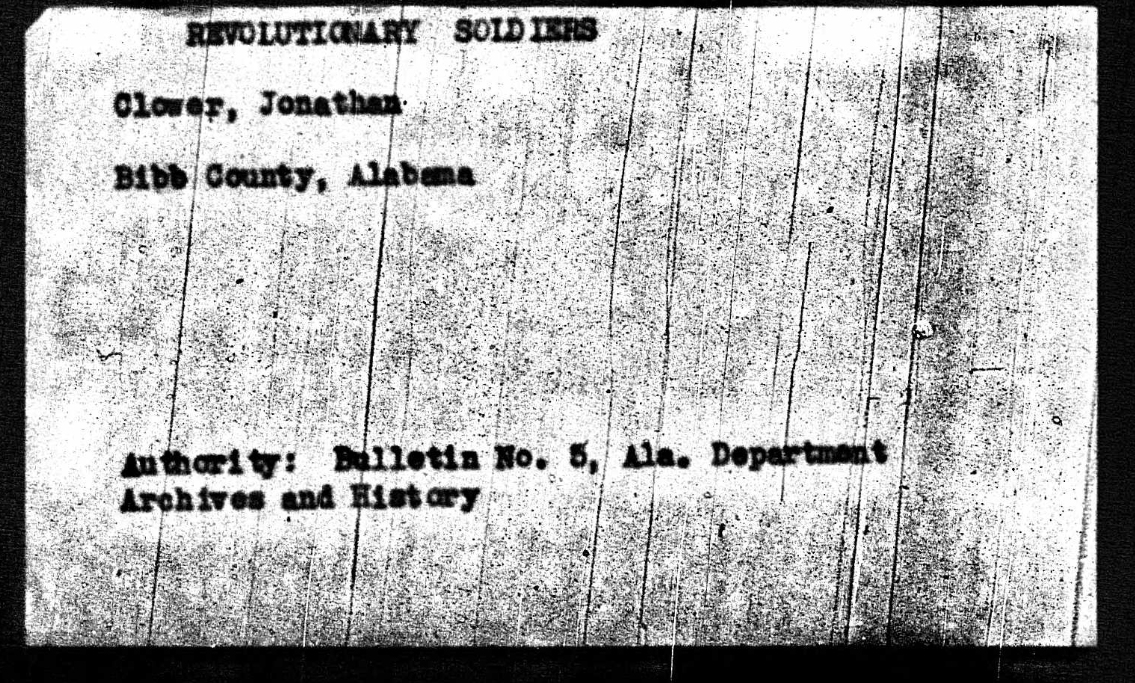 REVOLUTIONARY SOLDIERS
Clower, Jonathan
Bibb County, Alabama
Authority: Bulletin No. 5, Ala. Department
Archives and History